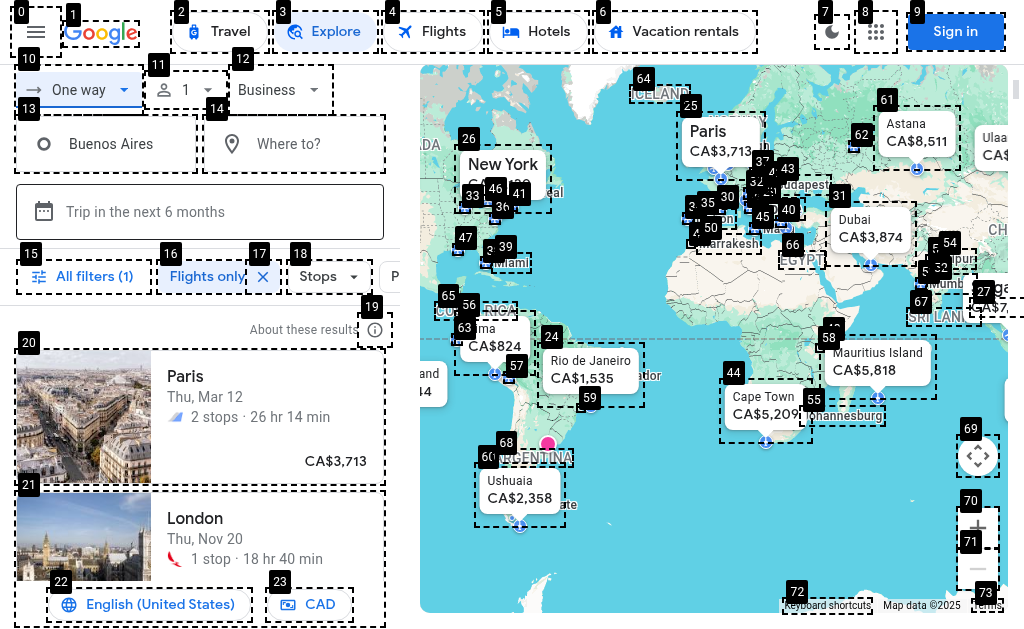 0
1
2
3
4
5
6
7
8
9
Google
Travel
Explore
Flights
Hotels
Vacation rentals
Sign in
10
11
12
One way
1
Business
13
14
Buenos Aires
Where to?
Trip in the next 6 months
15
16
17
18
All filters (1)
Flights only
Stops
P
19
About these results
20
Paris
Thu, Mar 12
2 stops · 26 hr 14 min
CA$3,713
21
London
Thu, Nov 20
1 stop · 18 hr 40 min
22
23
English (United States)
CAD
64
ICELAND
25
Paris
CA$3,713
61
Astana
CA$8,511
62
Ulaa
CA$
26
New York
33
46
41
36
37
43
32
udapest
30
35
45
40
50
arrakesh
66
EGYPT
31
Dubai
CA$3,874
54
52
Mumb
CH
47
39
Miami
27
CA$7
67
SRI LANKA
65
56
63
ima
CA$824
57
24
Rio de Janeiro
CA$1,535
59
ador
58
Mauritius Island
CA$5,818
44
Cape Town
CA$5,209
55
Johannesburg
and
44
68
60
ARGENTINA
Ushuaia
CA$2,358
69
70
71
72
73
Keyboard shortcuts
Map data ©2025
Terms